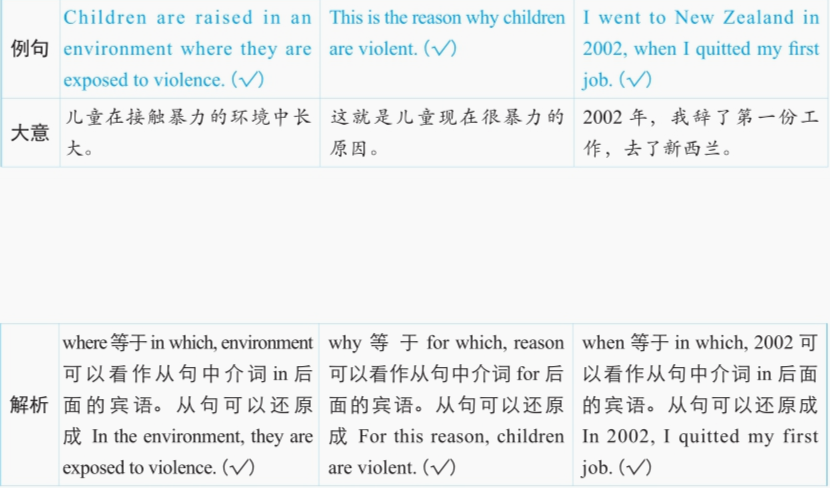 例句
Children are raised in an
environment where they are
exposed to violence. (✓)
This is the reason why children
are violent. (✓)
I went to New Zealand in
2002, when I quitted my first
job. (✓)
大意
儿童在接触暴力的环境中长
大。
这就是儿童现在很暴力的
原因。
2002 年，我辞了第一份工
作，去了新西兰。
解析
where 等于 in which, environment
可以看作从句中介词 in 后
面的宾语。从句可以还原
成 In the environment, they are
exposed to violence. (✓)
why 等 于 for which, reason
可以看作从句中介词 for 后
面的宾语。从句可以还原
成 For this reason, children
are violent. (✓)
when 等于 in which, 2002 可
以看作从句中介词 in 后面
的宾语。从句可以还原成
In 2002, I quitted my first
job. (✓)